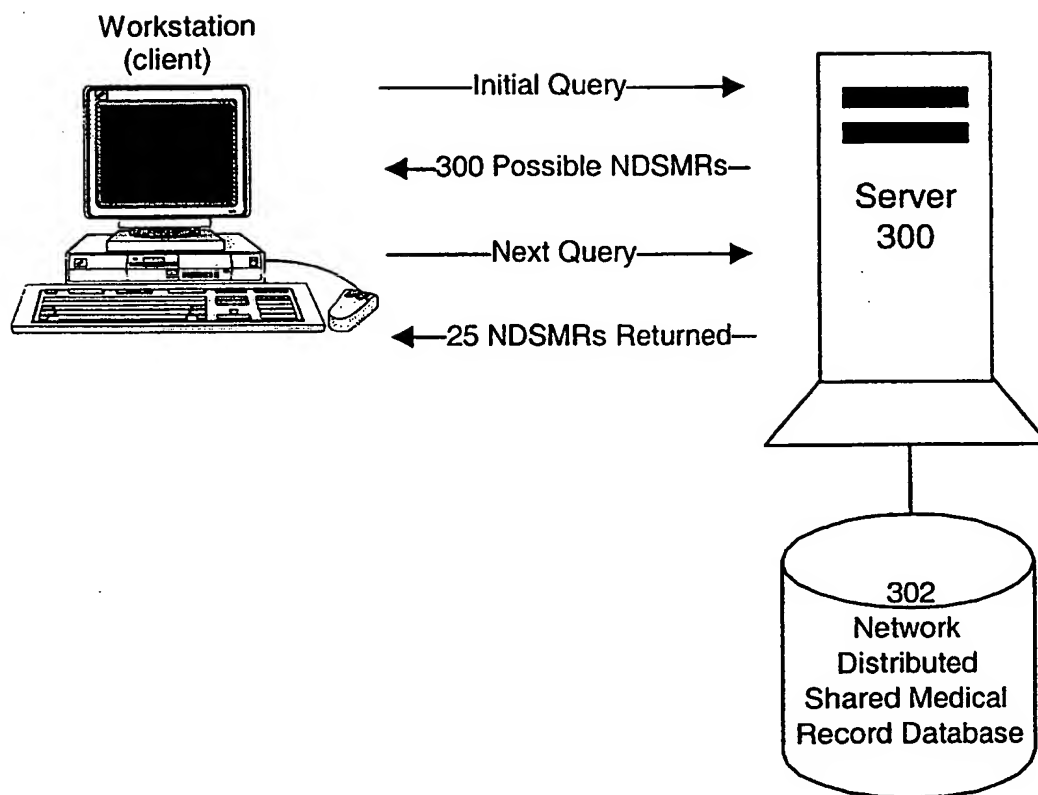 Workstation
(client)
Initial Query
300 Possible NDSMRs
Next Query
25 NDSMRs Returned
Server
300
302
Network
Distributed
Shared Medical
Record Database